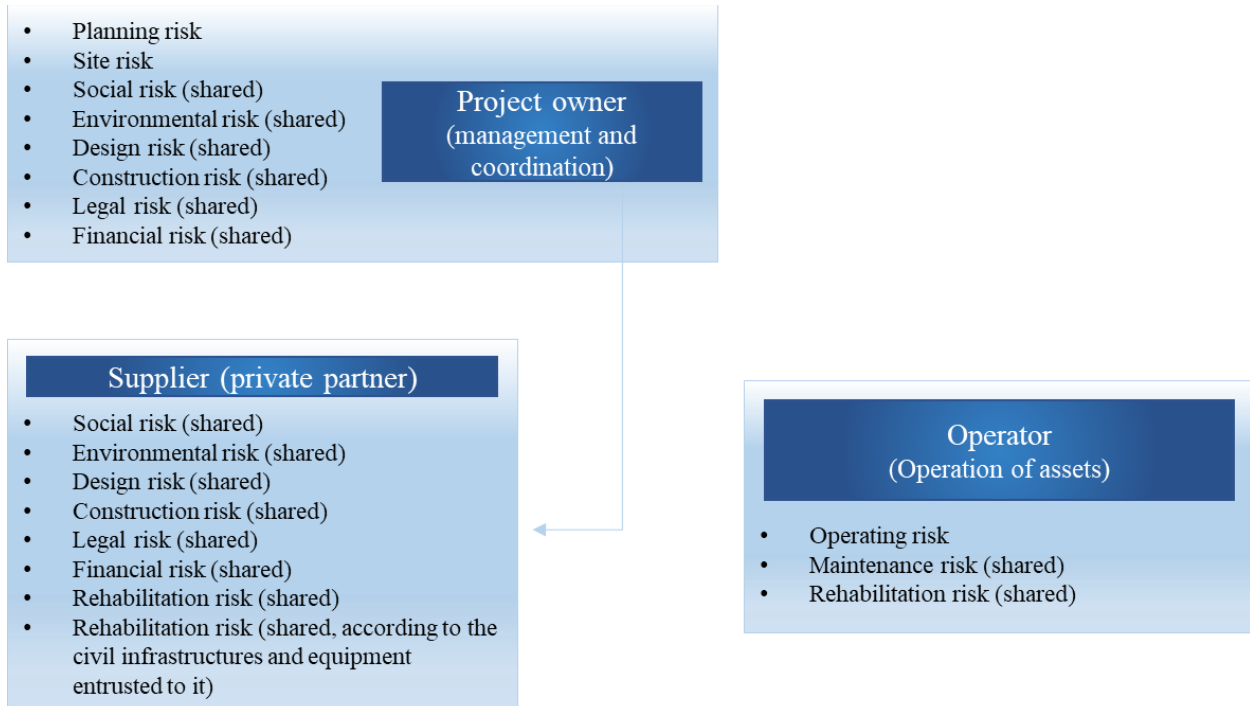 • Planning risk
• Site risk
• Social risk (shared)
• Environmental risk (shared)
• Design risk (shared)
• Construction risk (shared)
• Legal risk (shared)
• Financial risk (shared)
Project owner
(management and
coordination)
Supplier (private partner)
• Social risk (shared)
• Environmental risk (shared)
• Design risk (shared)
• Construction risk (shared)
• Legal risk (shared)
• Financial risk (shared)
• Rehabilitation risk (shared)
• Rehabilitation risk (shared, according to the
civil infrastructures and equipment
entrusted to it)
Operator
(Operation of assets)
• Operating risk
• Maintenance risk (shared)
• Rehabilitation risk (shared)